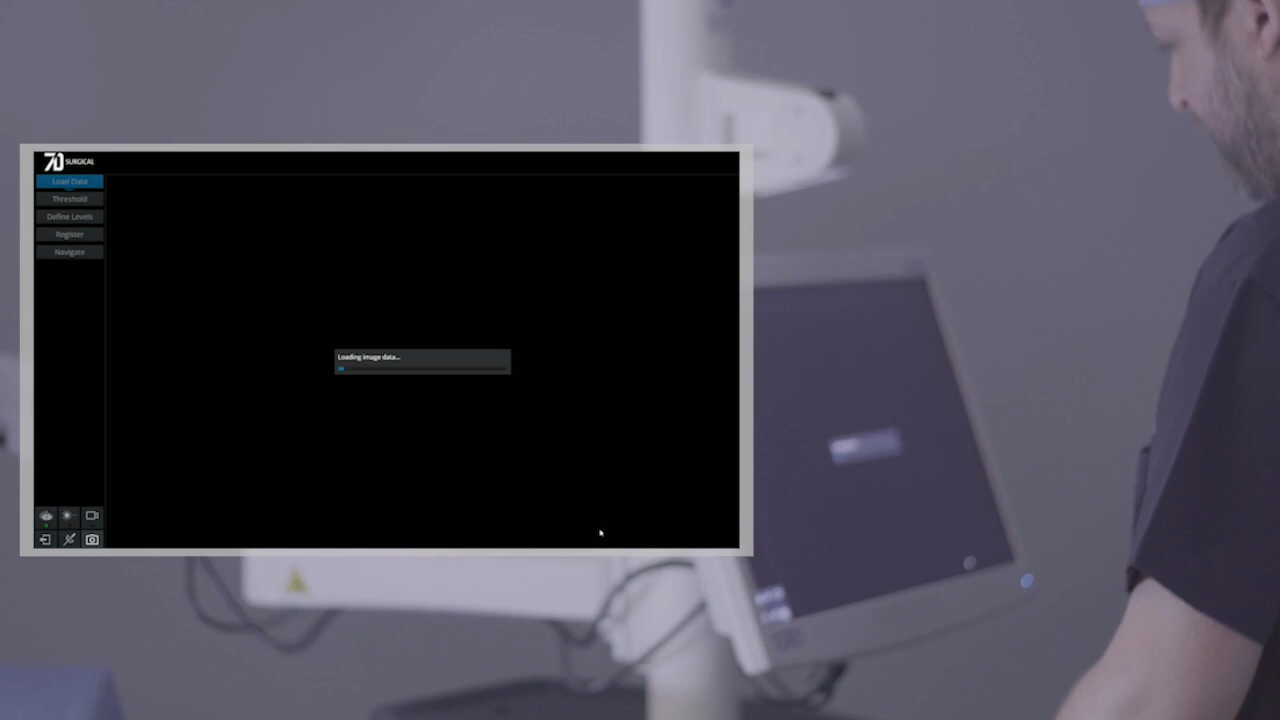 7D SURGICAL
Load Data
Threshold
Define Levels
Register
Navigate
Loading image data...